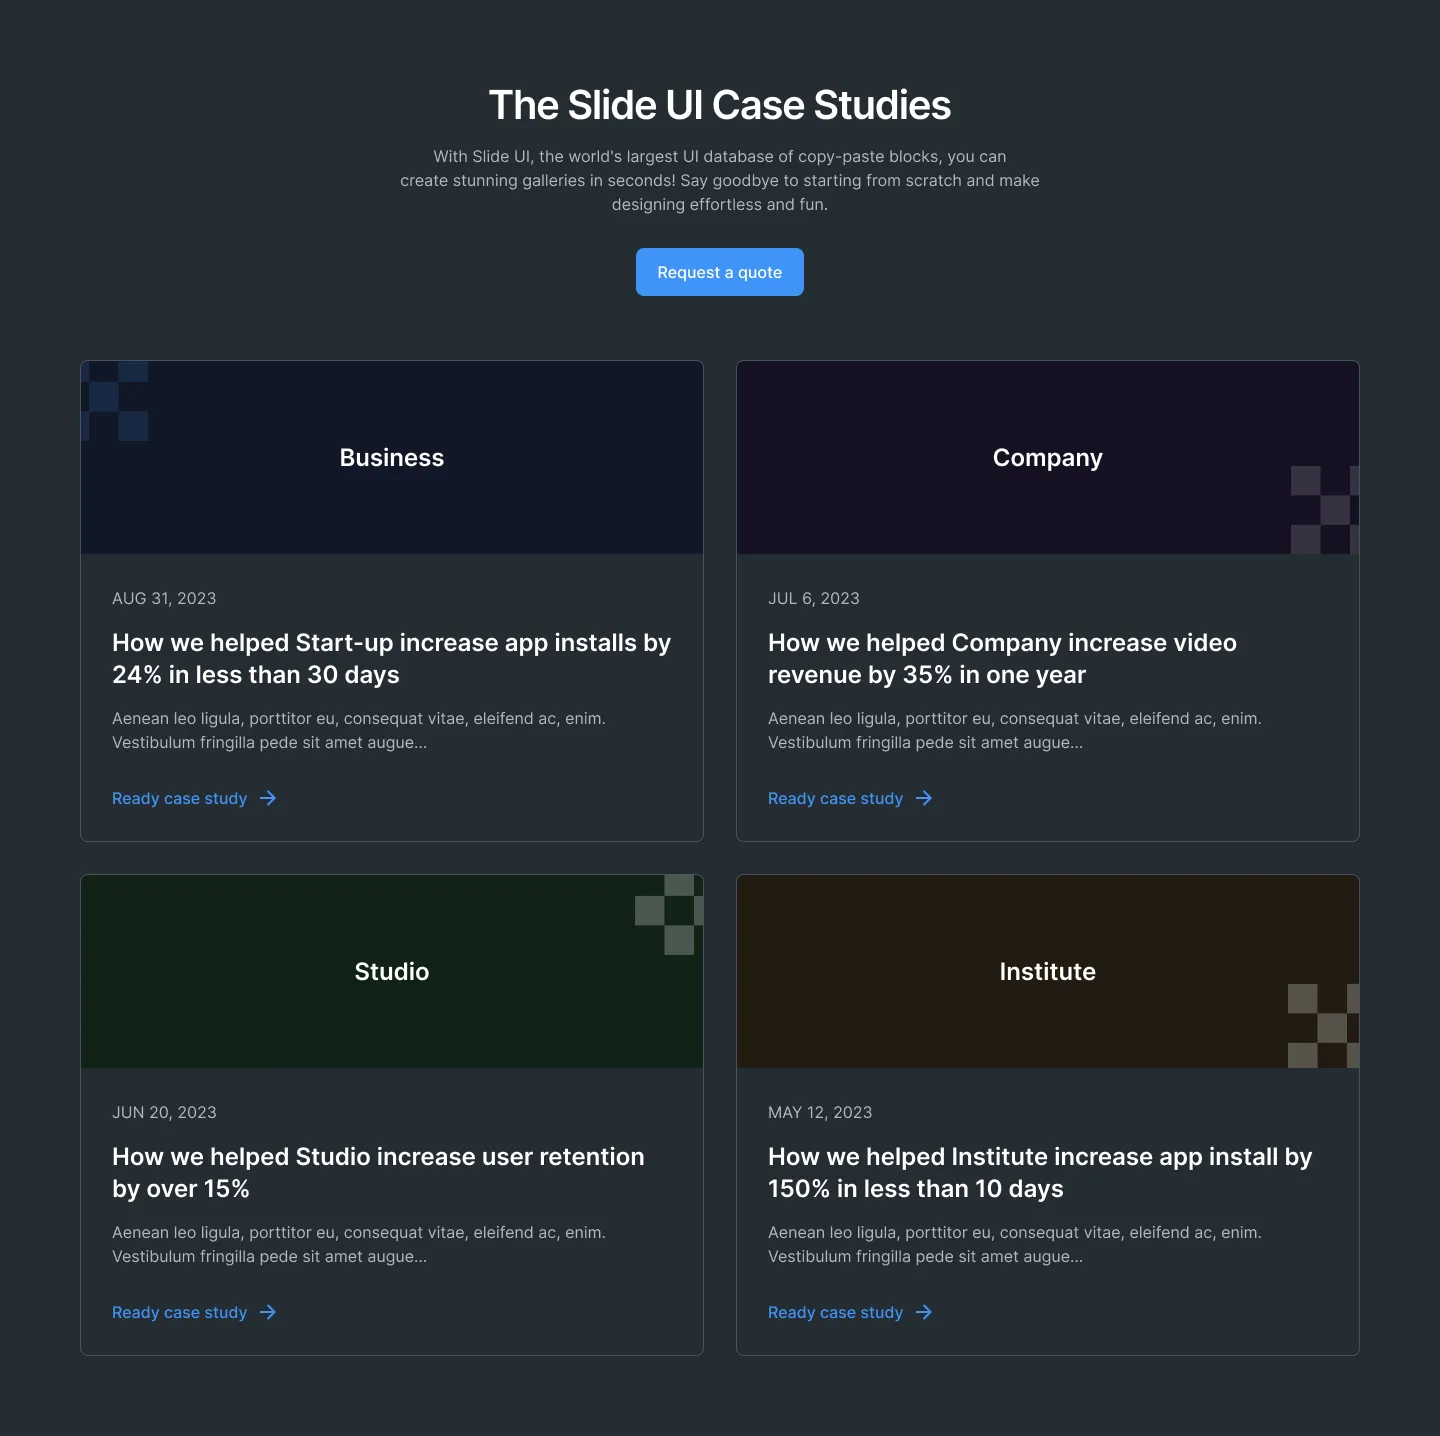 The Slide UI Case Studies
With Slide UI, the world's largest UI database of copy-paste blocks, you can
create stunning galleries in seconds! Say goodbye to starting from scratch and make
designing effortless and fun.
Request a quote
Business
AUG 31, 2023
How we helped Start-up increase app installs by
24% in less than 30 days
Aenean leo ligula, porttitor eu, consequat vitae, eleifend ac, enim.
Vestibulum fringilla pede sit amet augue...
Ready case study
Company
JUL 6, 2023
How we helped Company increase video
revenue by 35% in one year
Aenean leo ligula, porttitor eu, consequat vitae, eleifend ac, enim.
Vestibulum fringilla pede sit amet augue...
Ready case study
Studio
JUN 20, 2023
How we helped Studio increase user retention
by over 15%
Aenean leo ligula, porttitor eu, consequat vitae, eleifend ac, enim.
Vestibulum fringilla pede sit amet augue...
Ready case study
Institute
MAY 12, 2023
How we helped Institute increase app install by
150% in less than 10 days
Aenean leo ligula, porttitor eu, consequat vitae, eleifend ac, enim.
Vestibulum fringilla pede sit amet augue...
Ready case study